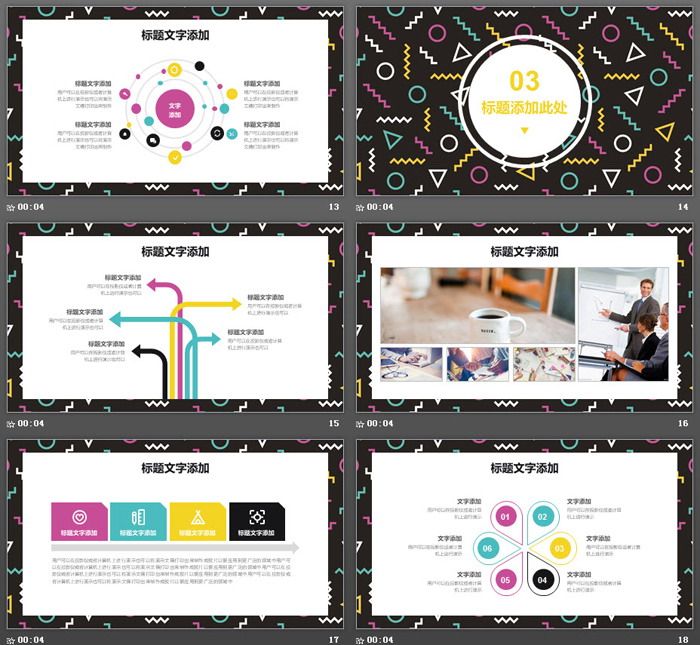 标题文字添加
标题文字添加
用户可以在投影仪或者计算
机上进行演示也可以将演示
文稿打印出来制作
标题文字添加
用户可以在投影仪或者计算
机上进行演示也可以将演示
文稿打印出来制作
文字
添加
标题文字添加
用户可以在投影仪或者计算
机上进行演示也可以将演示
文稿打印出来制作
标题文字添加
用户可以在投影仪或者计算
机上进行演示也可以将演示
文稿打印出来制作
00:04
13
03
标题添加此处
00:04
14
标题文字添加
标题文字添加
用户可以在投影仪或者计算
机上进行演示也可以
标题文字添加
用户可以在投影仪或者计算
机上进行演示也可以
标题文字添加
用户可以在投影仪或者计算
机上进行演示也可以
标题文字添加
用户可以在投影仪或者计算
机上进行演示也可以
标题文字添加
用户可以在投影仪或者计算
机上进行演示也可以
00:04
15
标题文字添加
00:04
16
标题文字添加
标题文字添加
标题文字添加
标题文字添加
标题文字添加
00:04
17
标题文字添加
文字添加
用户可以在投影仪或者计算
机上进行演示
01
02
文字添加
用户可以在投影仪或者计算
机上进行演示
文字添加
用户可以在投影仪或者计算
机上进行演示
06
03
文字添加
用户可以在投影仪或者计算
机上进行演示
文字添加
用户可以在投影仪或者计算
机上进行演示
05
04
文字添加
用户可以在投影仪或者计算
机上进行演示
00:04
18